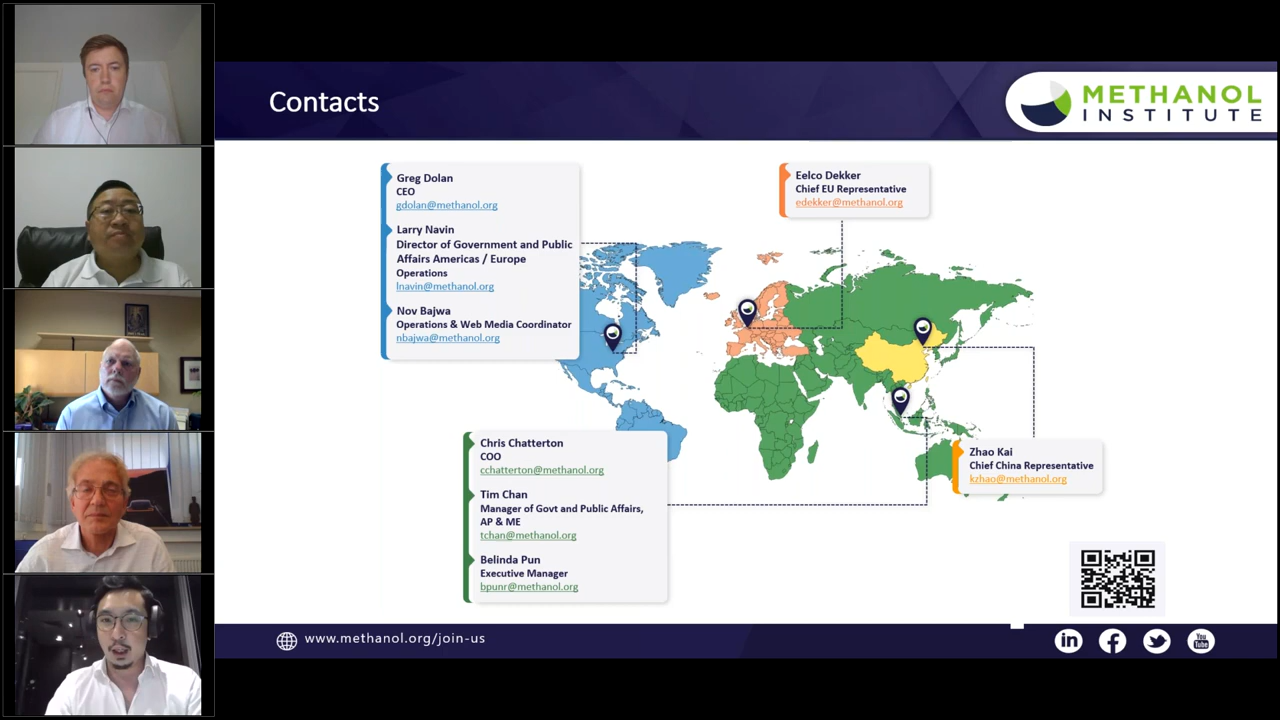 Contacts
METHANOL
INSTITUTE
Greg Dolan
CEO
gdolan@methanol.org
Larry Navin
Director of Government and Public
Affairs Americas / Europe
Operations
lnavin@methanol.org
Nov Bajwa
Operations & Web Media Coordinator
nbajwa@methanol.org
Eelco Dekker
Chief EU Representative
edekker@methanol.org
Chris Chatterton
COO
cchatterton@methanol.org
Tim Chan
Manager of Govt and Public Affairs,
AP & ME
tchan@methanol.org
Belinda Pun
Executive Manager
bpunr@methanol.org
Zhao Kai
Chief China Representative
kzhao@methanol.org
www.methanol.org/join-us
in
You
Tube